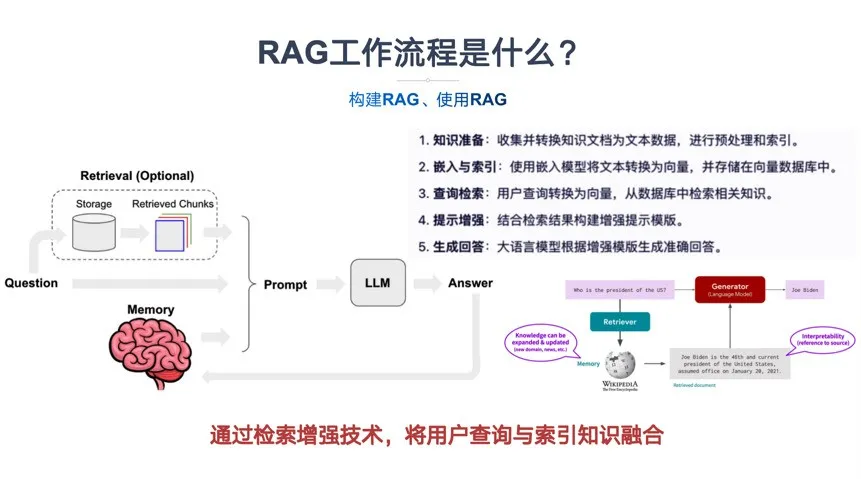 RAG工作流程是什么？
构建RAG、使用RAG
1. 知识准备：收集并转换知识文档为文本数据，进行预处理和索引。
2. 嵌入与索引：使用嵌入模型将文本转换为向量，并存储在向量数据库中。
3. 查询检索：用户查询转换为向量，从数据库中检索相关知识。
4. 提示增强：结合检索结果构建增强提示模版。
5. 生成回答：大语言模型根据增强模版生成准确回答。
Retrieval (Optional)
Storage
Retrieved Chunks
Question
Memory
Prompt
LLM
Answer
Who is the president of the US?
Generator
(Language Model)
Joe Biden
Retriever
Knowledge can be
expanded & updated
(new domain, news, etc.)
Memory
WIKIPEDIA
The Free Encyclopedia
Joe Biden is the 46th and current
president of the United States,
assumed office on January 20, 2021.
Retrieved document
Interpretability
(reference to source)
通过检索增强技术，将用户查询与索引知识融合